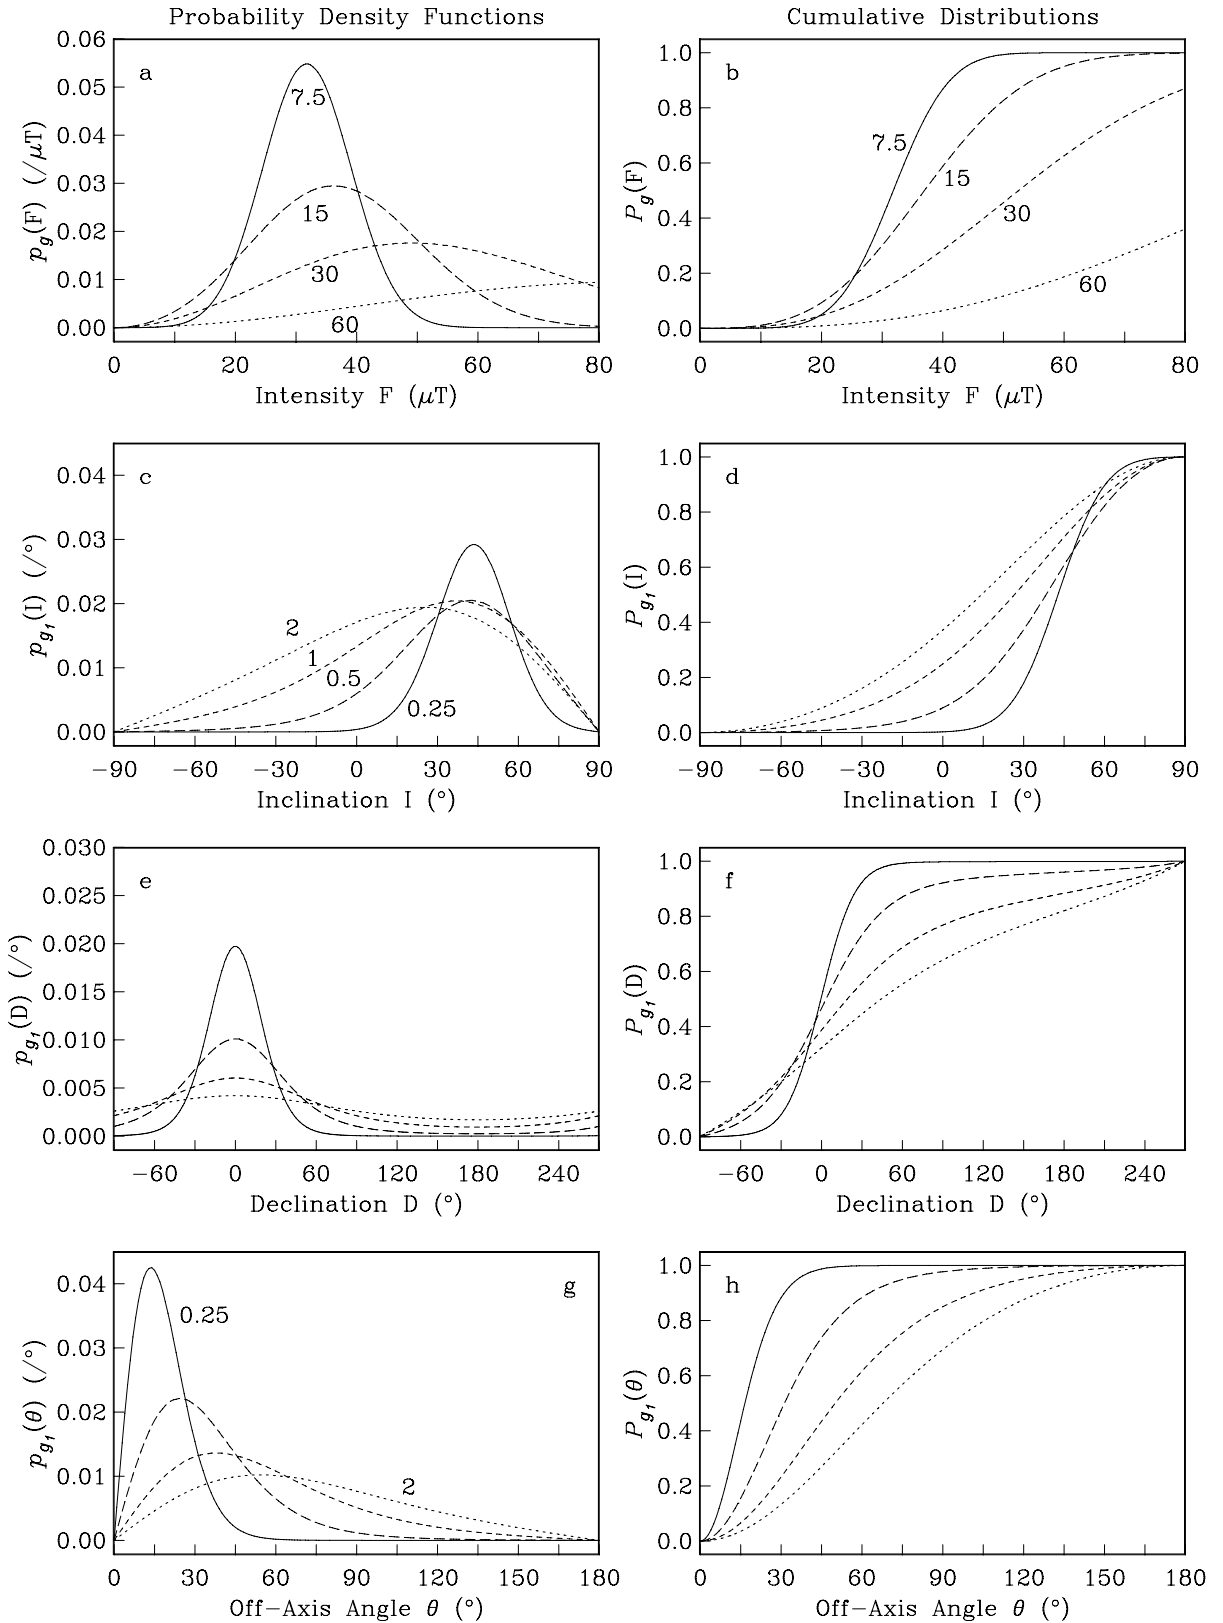 Probability Density Functions
Cumulative Distributions
a
7.5
15
30
60
0.06
0.05
0.04
0.03
0.02
0.01
0.00
p_g(F) (/μT)
0 20 40 60 80
Intensity F (μT)
b
7.5
15
30
60
1.0
0.8
0.6
0.4
0.2
0.0
P_g(F)
0 20 40 60 80
Intensity F (μT)
c
2
1
0.5
0.25
0.04
0.03
0.02
0.01
0.00
p_g₁(I) (/°)
−90 −60 −30 0 30 60 90
Inclination I (°)
d
1.0
0.8
0.6
0.4
0.2
0.0
P_g₁(I)
−90 −60 −30 0 30 60 90
Inclination I (°)
e
0.030
0.025
0.020
0.015
0.010
0.005
0.000
p_g₁(D) (/°)
−60 0 60 120 180 240
Declination D (°)
f
1.0
0.8
0.6
0.4
0.2
0.0
P_g₁(D)
−60 0 60 120 180 240
Declination D (°)
g
0.25
2
0.04
0.03
0.02
0.01
0.00
p_g₁(θ) (/°)
0 30 60 90 120 150 180
Off−Axis Angle θ (°)
h
1.0
0.8
0.6
0.4
0.2
0.0
P_g₁(θ)
0 30 60 90 120 150 180
Off−Axis Angle θ (°)